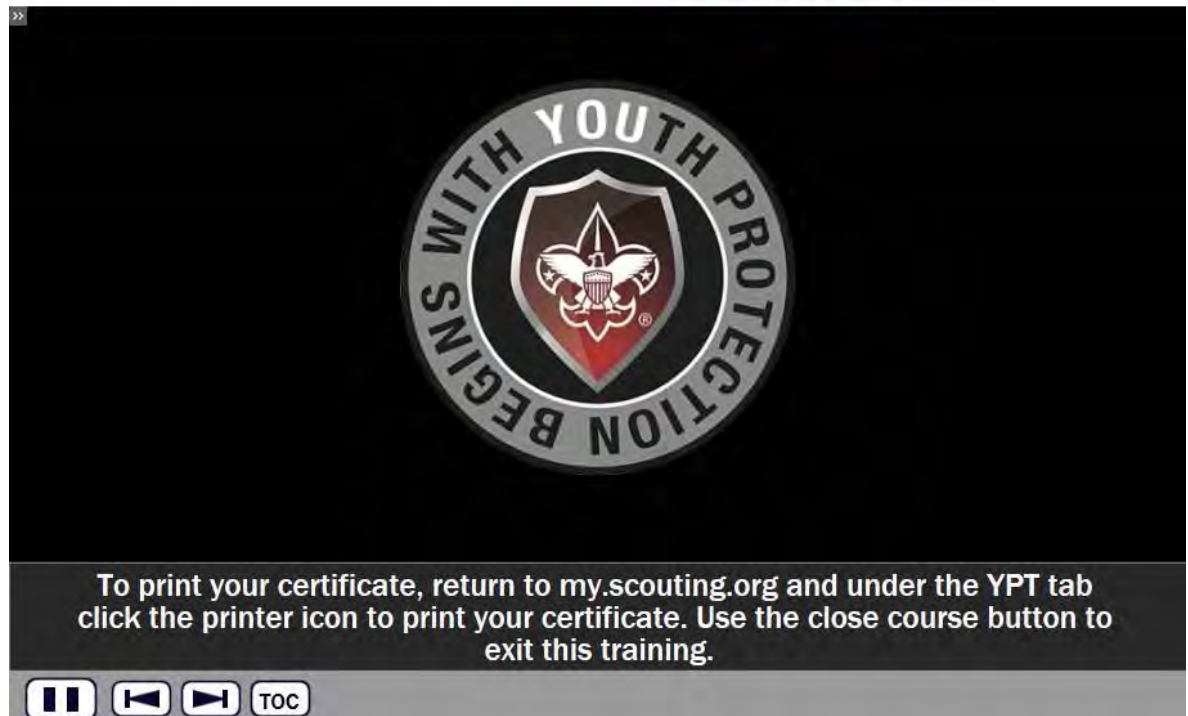 »
YOUTH PROTECTION BEGINS WITH
®
To print your certificate, return to my.scouting.org and under the YPT tab
click the printer icon to print your certificate. Use the close course button to
exit this training.
TOC